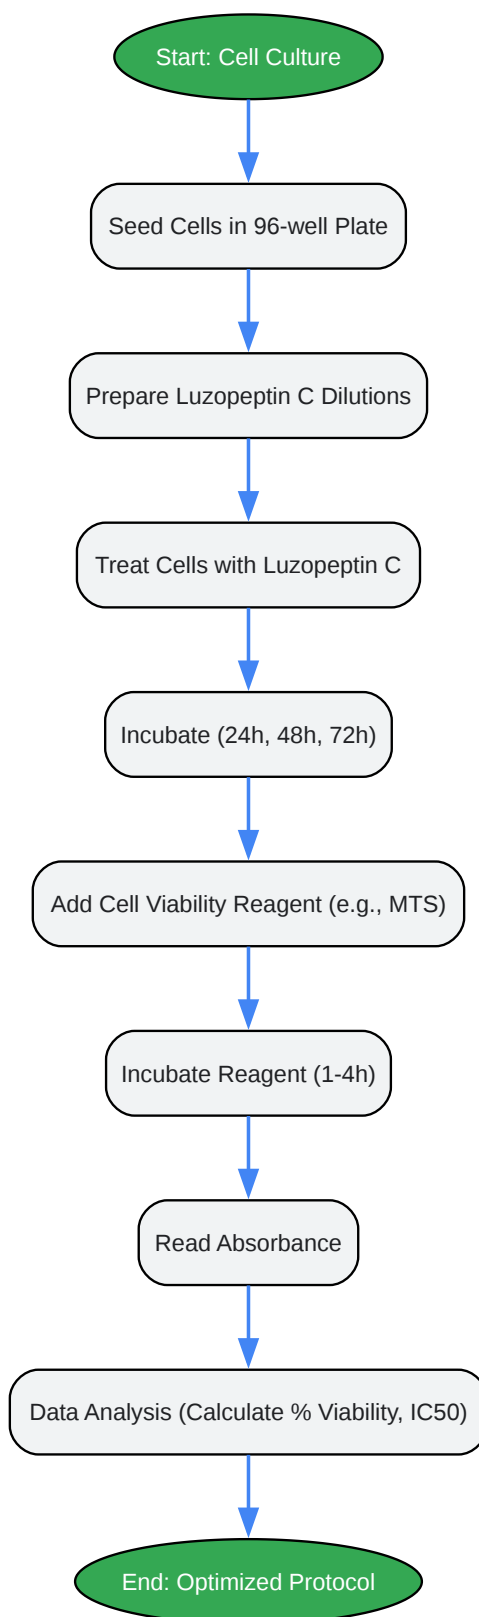 Start: Cell Culture
Seed Cells in 96-well Plate
Prepare Luzopeptin C Dilutions
Treat Cells with Luzopeptin C
Incubate (24h, 48h, 72h)
Add Cell Viability Reagent (e.g., MTS)
Incubate Reagent (1-4h)
Read Absorbance
Data Analysis (Calculate % Viability, IC50)
End: Optimized Protocol